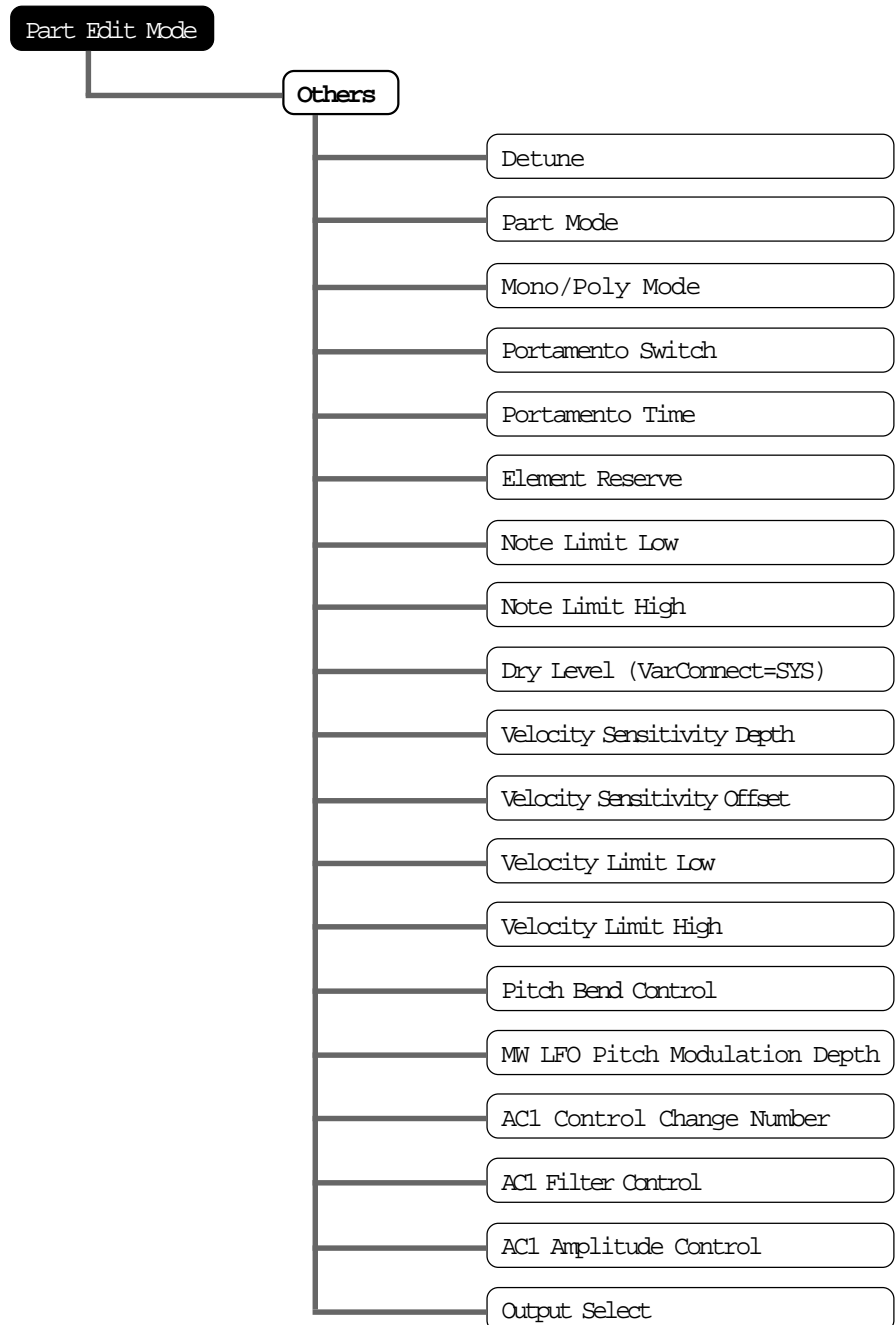 Part Edit Mode
Others
Detune
Part Mode
Mono/Poly Mode
Portamento Switch
Portamento Time
Element Reserve
Note Limit Low
Note Limit High
Dry Level (VarConnect=SYS)
Velocity Sensitivity Depth
Velocity Sensitivity Offset
Velocity Limit Low
Velocity Limit High
Pitch Bend Control
MW LFO Pitch Modulation Depth
AC1 Control Change Number
AC1 Filter Control
AC1 Amplitude Control
Output Select